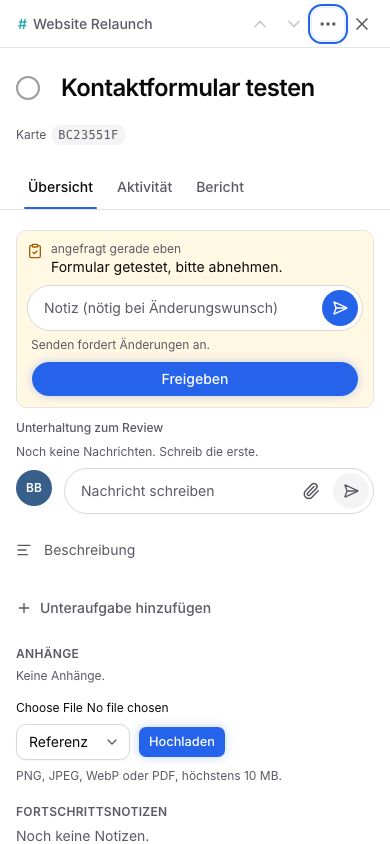 # Website Relaunch
Kontaktformular testen
Karte BC23551F
Übersicht Aktivität Bericht
angefragt gerade eben
Formular getestet, bitte abnehmen.
Notiz (nötig bei Änderungswunsch)
Senden fordert Änderungen an.
Freigeben
Unterhaltung zum Review
Noch keine Nachrichten. Schreib die erste.
BB Nachricht schreiben
Beschreibung
Unteraufgabe hinzufügen
ANHÄNGE
Keine Anhänge.
Choose File No file chosen
Referenz Hochladen
PNG, JPEG, WebP oder PDF, höchstens 10 MB.
FORTSCHRITTSNOTIZEN
Noch keine Notizen.